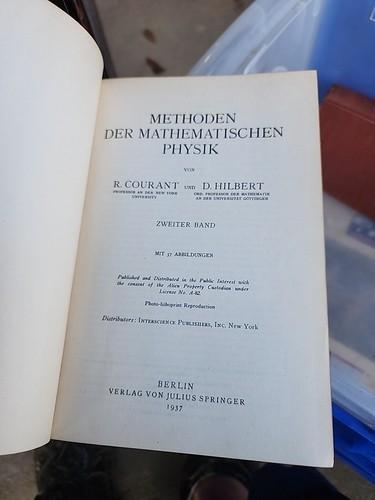 METHODEN
DER MATHEMATISCHEN
PHYSIK
VON
R. COURANT UND D. HILBERT
PROFESSOR AN DER NEW YORK UNIVERSITY
ORD. PROFESSOR DER MATHEMATIK AN DER UNIVERSITÄT GÖTTINGEN
ZWEITER BAND
MIT 57 ABBILDUNGEN
Published and Distributed in the Public Interest with
the consent of the Alien Property Custodian under
License No. A-82.
Photo-lithoprint Reproduction
Distributors: INTERSCIENCE PUBLISHERS, INC. New York
BERLIN
VERLAG VON JULIUS SPRINGER
1937